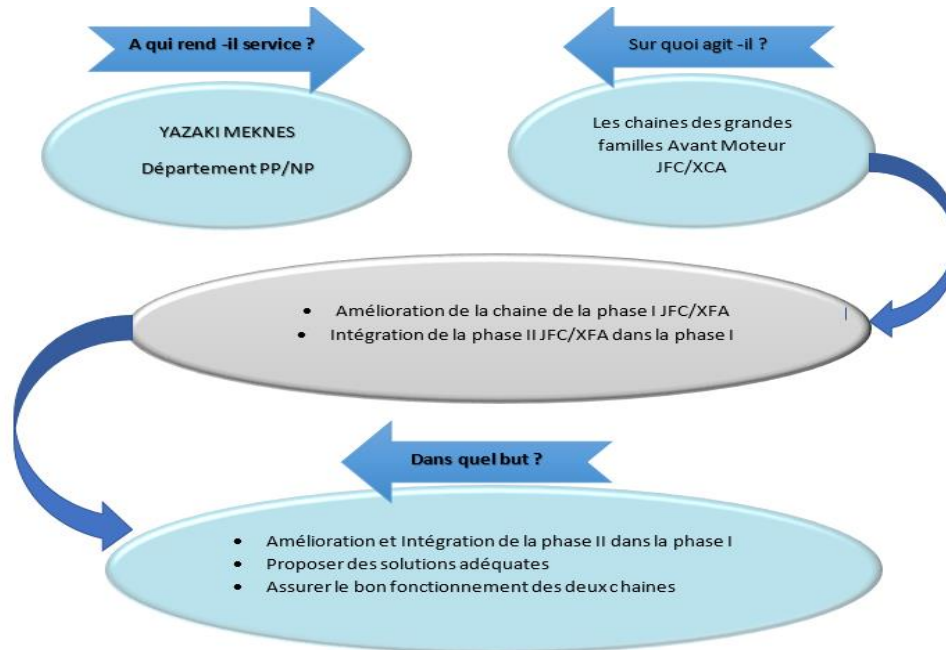 A qui rend -il service ?
Sur quoi agit -il ?
YAZAKI MEKNES
Département PP/NP
Les chaines des grandes
familles Avant Moteur
JFC/XCA
• Amélioration de la chaine de la phase I JFC/XFA
• Intégration de la phase II JFC/XFA dans la phase I
Dans quel but ?
• Amélioration et Intégration de la phase II dans la phase I
• Proposer des solutions adéquates
• Assurer le bon fonctionnement des deux chaines